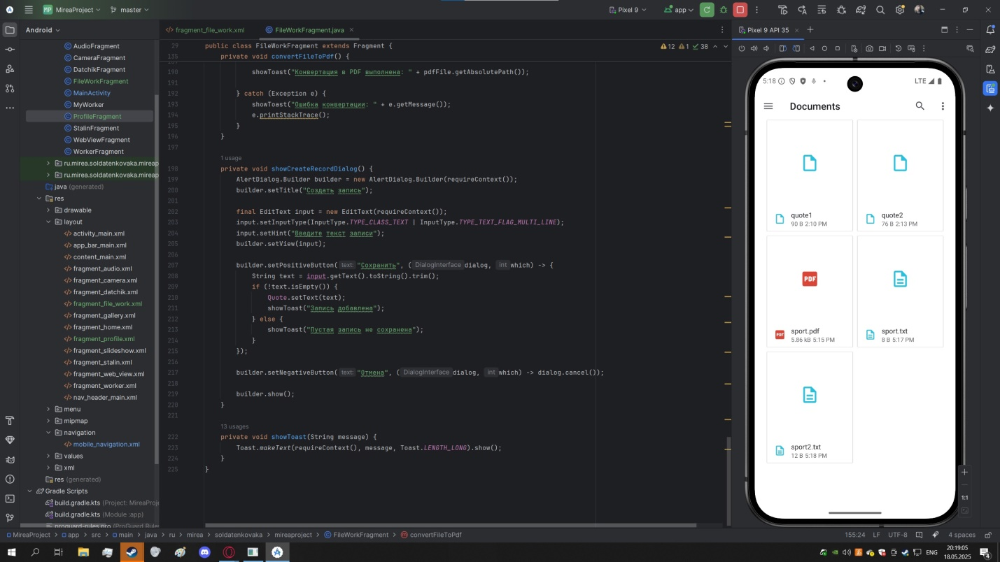 MP MireaProject master Pixel 9 app
Android
AudioFragment
CameraFragment
DatchikFragment
FileWorkFragment
MainActivity
MyWorker
ProfileFragment
StalinFragment
WebViewFragment
WorkerFragment
ru.mirea.soldatenkovaka.mireap
ru.mirea.soldatenkovaka.mireap
java (generated)
res
drawable
layout
activity_main.xml
app_bar_main.xml
content_main.xml
fragment_audio.xml
fragment_camera.xml
fragment_datchik.xml
fragment_file_work.xml
fragment_gallery.xml
fragment_home.xml
fragment_profile.xml
fragment_slideshow.xml
fragment_stalin.xml
fragment_web_view.xml
fragment_worker.xml
nav_header_main.xml
menu
mipmap
navigation
mobile_navigation.xml
values
xml
res (generated)
Gradle Scripts
build.gradle.kts (Project: MireaProje
build.gradle.kts (Module :app)
proguard-rules.pro (ProGuard Rules
fragment_file_work.xml FileWorkFragment.java
12 1 38
29 public class FileWorkFragment extends Fragment {
135 private void convertFileToPdf() {
190 showToast("Конвертация в PDF выполнена: " + pdfFile.getAbsolutePath());
191
192 } catch (Exception e) {
193 showToast("Ошибка конвертации: " + e.getMessage());
194 e.printStackTrace();
195 }
196 }
197
1 usage
198 private void showCreateRecordDialog() {
199 AlertDialog.Builder builder = new AlertDialog.Builder(requireContext());
200 builder.setTitle("Создать запись");
201
202 final EditText input = new EditText(requireContext());
203 input.setInputType(InputType.TYPE_CLASS_TEXT | InputType.TYPE_TEXT_FLAG_MULTI_LINE);
204 input.setHint("Введите текст записи");
205 builder.setView(input);
206
207 builder.setPositiveButton( text: "Сохранить", ( DialogInterface dialog, int which) -> {
208 String text = input.getText().toString().trim();
209 if (!text.isEmpty()) {
210 Quote.setText(text);
211 showToast("Запись добавлена");
212 } else {
213 showToast("Пустая запись не сохранена");
214 }
215 });
216
217 builder.setNegativeButton( text: "Отмена", ( DialogInterface dialog, int which) -> dialog.cancel());
218
219 builder.show();
220 }
221
13 usages
222 private void showToast(String message) {
223 Toast.makeText(requireContext(), message, Toast.LENGTH_LONG).show();
224 }
225 }
Pixel 9 API 35
5:18 LTE
Documents
quote1
90 B 2:10 PM
quote2
76 B 2:13 PM
PDF
PDF
sport.pdf
5.86 kB 5:15 PM
sport.txt
8 B 5:17 PM
sport2.txt
12 B 5:18 PM
1:1
MireaProject app src main java ru mirea soldatenkovaka mireaproject FileWorkFragment convertFileToPdf
155:24 LF UTF-8 4 spaces
ENG
20:19:05
18.05.2025
4